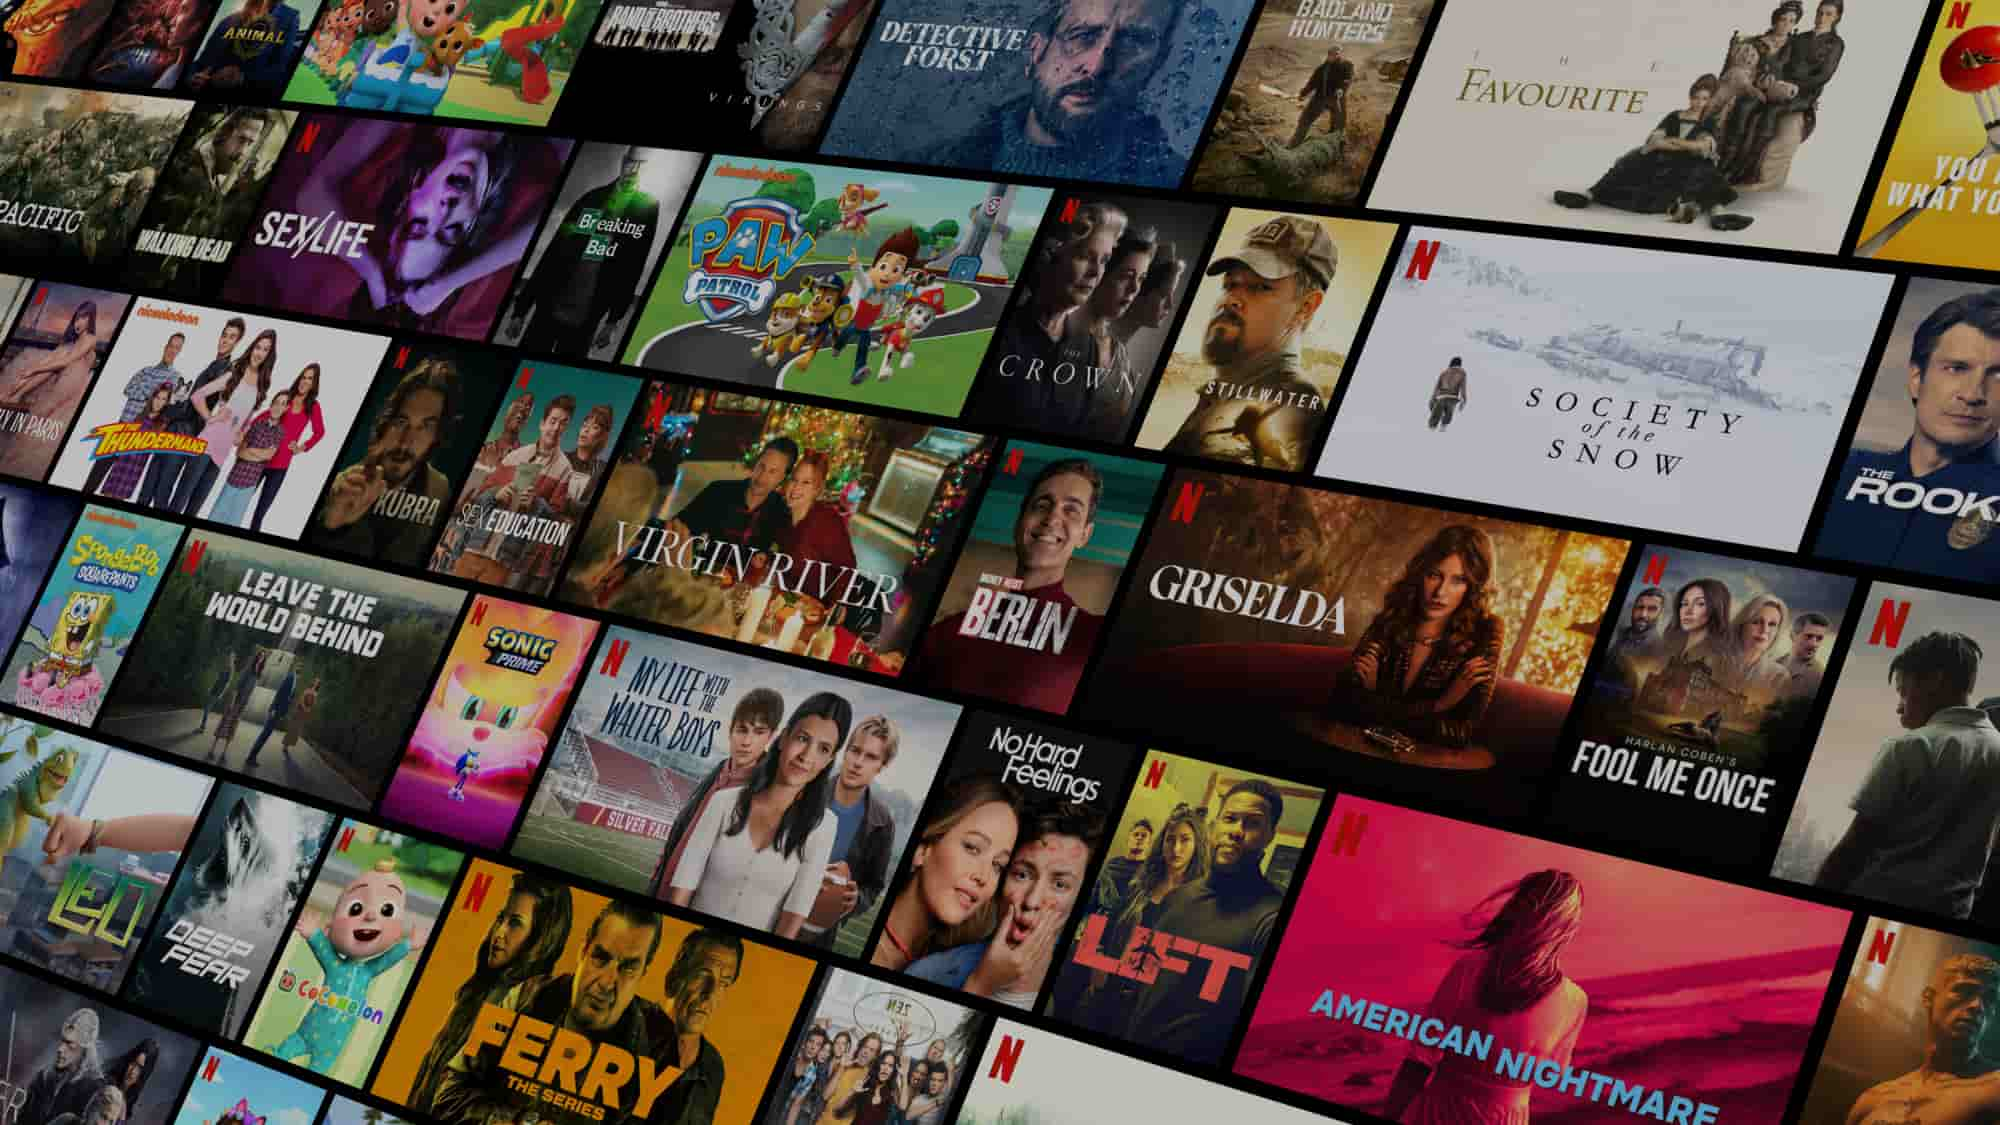 ANIMAL
BAND OF BROTHERS
VIKINGS
DETECTIVE
FORST
BADLAND
HUNTERS
THE
FAVOURITE
N
YOU A
WHAT YO
PACIFIC
THE
WALKING DEAD
N
SEX/LIFE
Breaking
Bad
nickelodeon
PAW
PATROL
N
THE
CROWN
STILLWATER
N
SOCIETY
of the
SNOW
THE
ROOK
LY IN PARIS
nickelodeon
THE
THUNDERMANS
N
KÜBRA
N
SEX EDUCATION
N
VIRGIN RIVER
N
MONEY HEIST
BERLIN
N
GRISELDA
N
HARLAN COBEN'S
FOOL ME ONCE
N
nickelodeon
SPONGEBOB
SQUAREPANTS
N
LEAVE THE
WORLD BEHIND
N
SONIC
PRIME
N
MY LIFE WITH
THE
WALTER BOYS
SILVER FALL
No Hard
Feelings
N
LIFT
N
AMERICAN NIGHTMARE
N
LEO
DEEP
FEAR
N
CoComelon
N
FERRY
THE SERIES
ZEN
N
ER
N